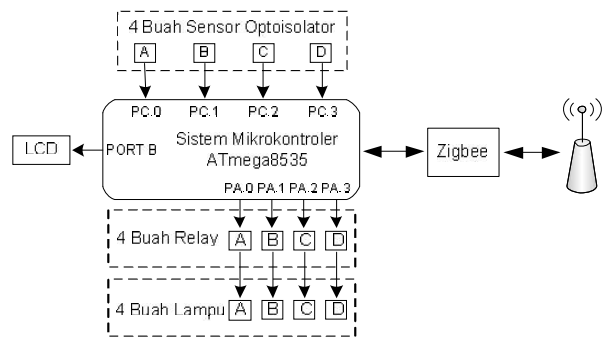 4 Buah Sensor Optoisolator
A B C D
PC.0 PC.1 PC.2 PC.3
LCD
PORT B
Sistem Mikrokontroler
ATmega8535
Zigbee
PA.0 PA.1 PA.2 PA.3
4 Buah Relay A B C D
4 Buah Lampu A B C D